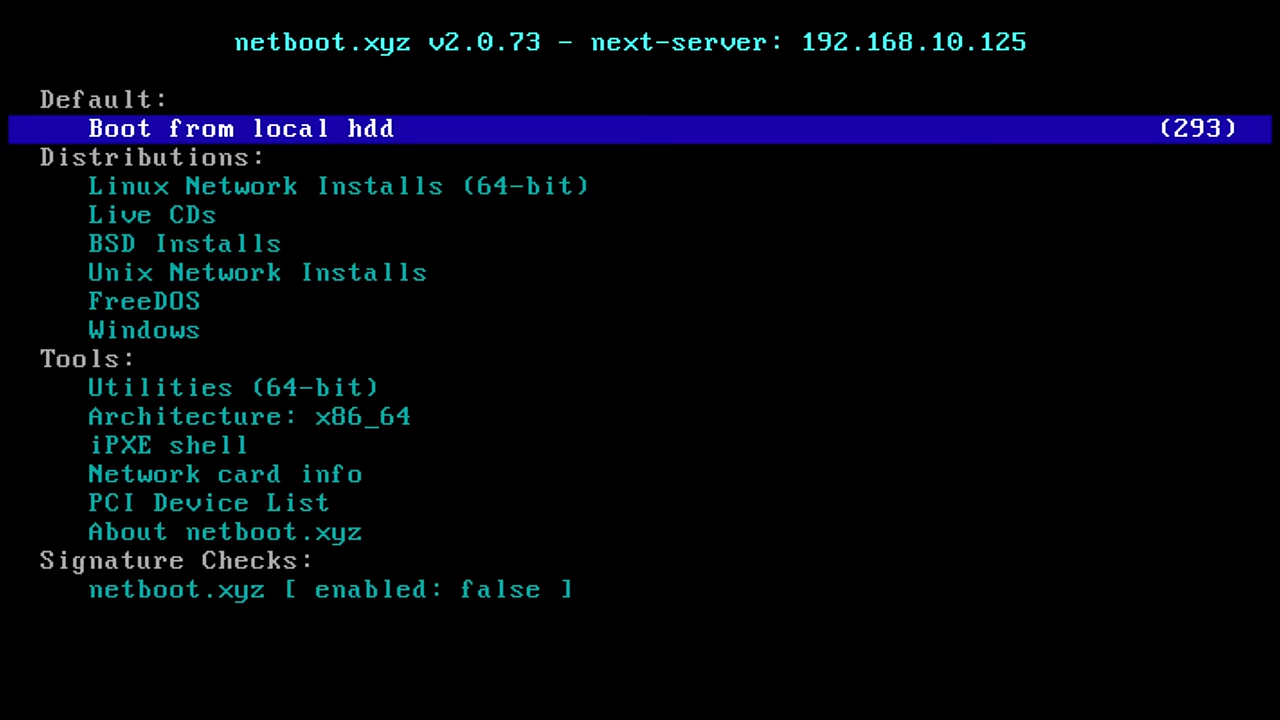 netboot.xyz v2.0.73 - next-server: 192.168.10.125
Default:
Boot from local hdd (293)
Distributions:
Linux Network Installs (64-bit)
Live CDs
BSD Installs
Unix Network Installs
FreeDOS
Windows
Tools:
Utilities (64-bit)
Architecture: x86_64
iPXE shell
Network card info
PCI Device List
About netboot.xyz
Signature Checks:
netboot.xyz [ enabled: false ]